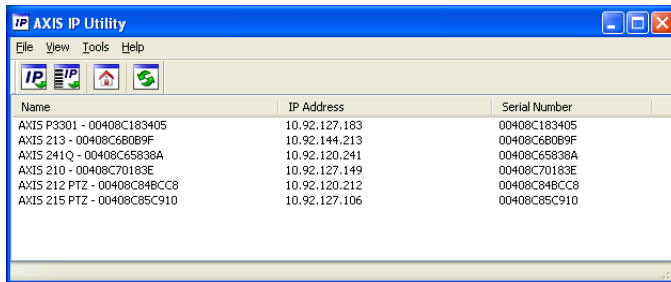 IP AXIS IP Utility
File View Tools Help
IP IP
Name IP Address Serial Number
AXIS P3301 - 00408C183405 10.92.127.183 00408C183405
AXIS 213 - 00408C6B0B9F 10.92.144.213 00408C6B0B9F
AXIS 241Q - 00408C65838A 10.92.120.241 00408C65838A
AXIS 210 - 00408C70183E 10.92.127.149 00408C70183E
AXIS 212 PTZ - 00408C84BCC8 10.92.120.212 00408C84BCC8
AXIS 215 PTZ - 00408C85C910 10.92.127.106 00408C85C910